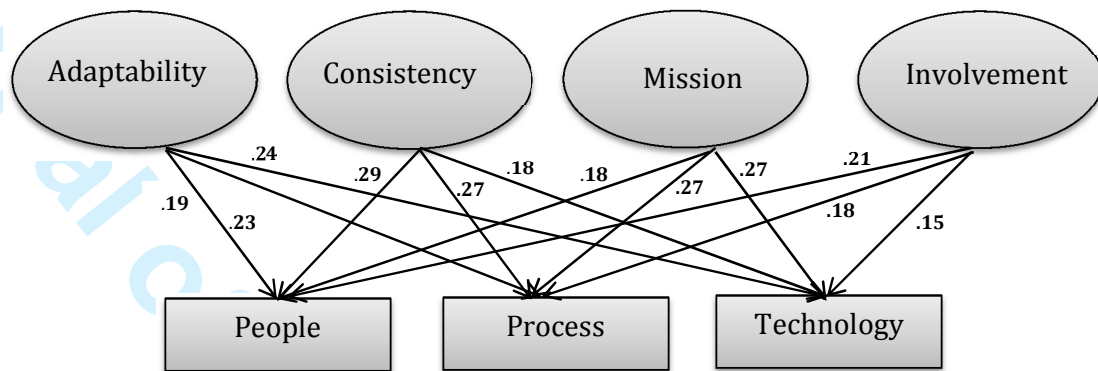 Adaptability
Consistency
Mission
Involvement
.24
.29
.18
.18
.27
.21
.19
.23
.27
.27
.18
.15
People
Process
Technology